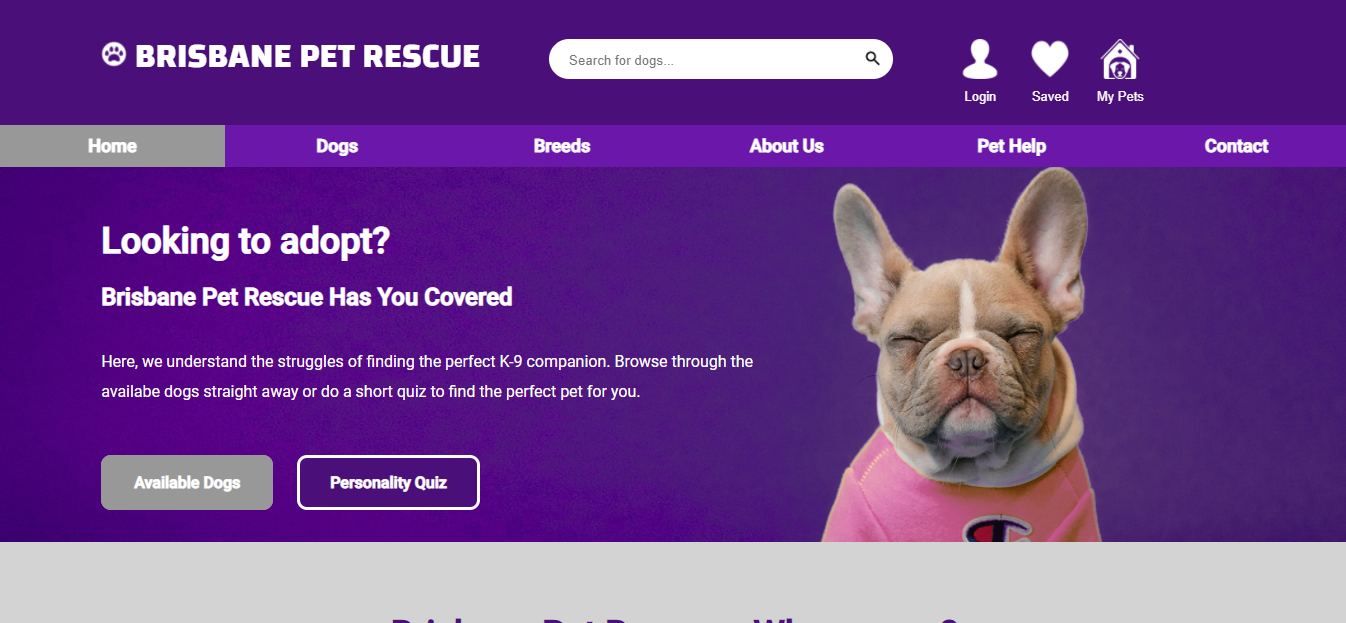 BRISBANE PET RESCUE
Search for dogs...
Login
Saved
My Pets
Home
Dogs
Breeds
About Us
Pet Help
Contact
Looking to adopt?
Brisbane Pet Rescue Has You Covered
Here, we understand the struggles of finding the perfect K-9 companion. Browse through the
availabe dogs straight away or do a short quiz to find the perfect pet for you.
Available Dogs
Personality Quiz
Brisbane Pet Rescue